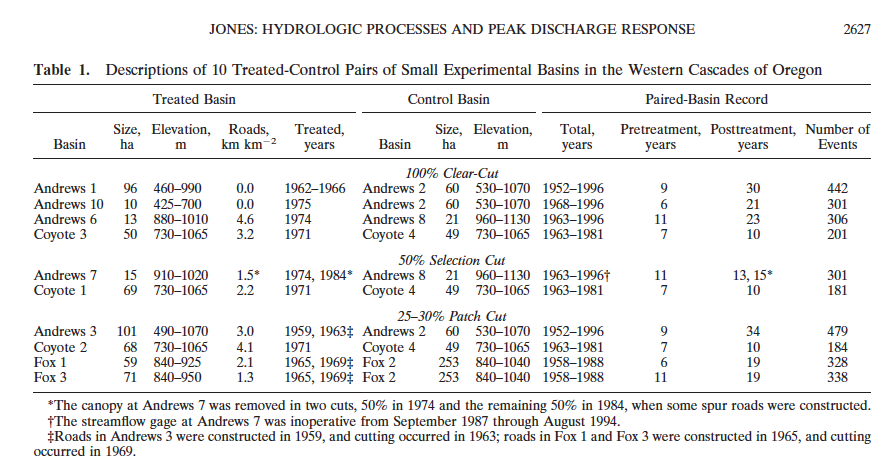 JONES: HYDROLOGIC PROCESSES AND PEAK DISCHARGE RESPONSE 2627
Table 1. Descriptions of 10 Treated-Control Pairs of Small Experimental Basins in the Western Cascades of Oregon
Treated Basin Control Basin Paired-Basin Record
Size, Elevation, Roads, Treated, Size, Elevation, Total, Pretreatment, Posttreatment, Number of
Basin ha m km km−2 years Basin ha m years years years Events
100% Clear-Cut
Andrews 1 96 460–990 0.0 1962–1966 Andrews 2 60 530–1070 1952–1996 9 30 442
Andrews 10 10 425–700 0.0 1975 Andrews 2 60 530–1070 1968–1996 6 21 301
Andrews 6 13 880–1010 4.6 1974 Andrews 8 21 960–1130 1963–1996 11 23 306
Coyote 3 50 730–1065 3.2 1971 Coyote 4 49 730–1065 1963–1981 7 10 201
50% Selection Cut
Andrews 7 15 910–1020 1.5* 1974, 1984* Andrews 8 21 960–1130 1963–1996† 11 13, 15* 301
Coyote 1 69 730–1065 2.2 1971 Coyote 4 49 730–1065 1963–1981 7 10 181
25–30% Patch Cut
Andrews 3 101 490–1070 3.0 1959, 1963‡ Andrews 2 60 530–1070 1952–1996 9 34 479
Coyote 2 68 730–1065 4.1 1971 Coyote 4 49 730–1065 1963–1981 7 10 184
Fox 1 59 840–925 2.1 1965, 1969‡ Fox 2 253 840–1040 1958–1988 6 19 328
Fox 3 71 840–950 1.3 1965, 1969‡ Fox 2 253 840–1040 1958–1988 11 19 338
*The canopy at Andrews 7 was removed in two cuts, 50% in 1974 and the remaining 50% in 1984, when some spur roads were constructed.
†The streamflow gage at Andrews 7 was inoperative from September 1987 through August 1994.
‡Roads in Andrews 3 were constructed in 1959, and cutting occurred in 1963; roads in Fox 1 and Fox 3 were constructed in 1965, and cutting
occurred in 1969.